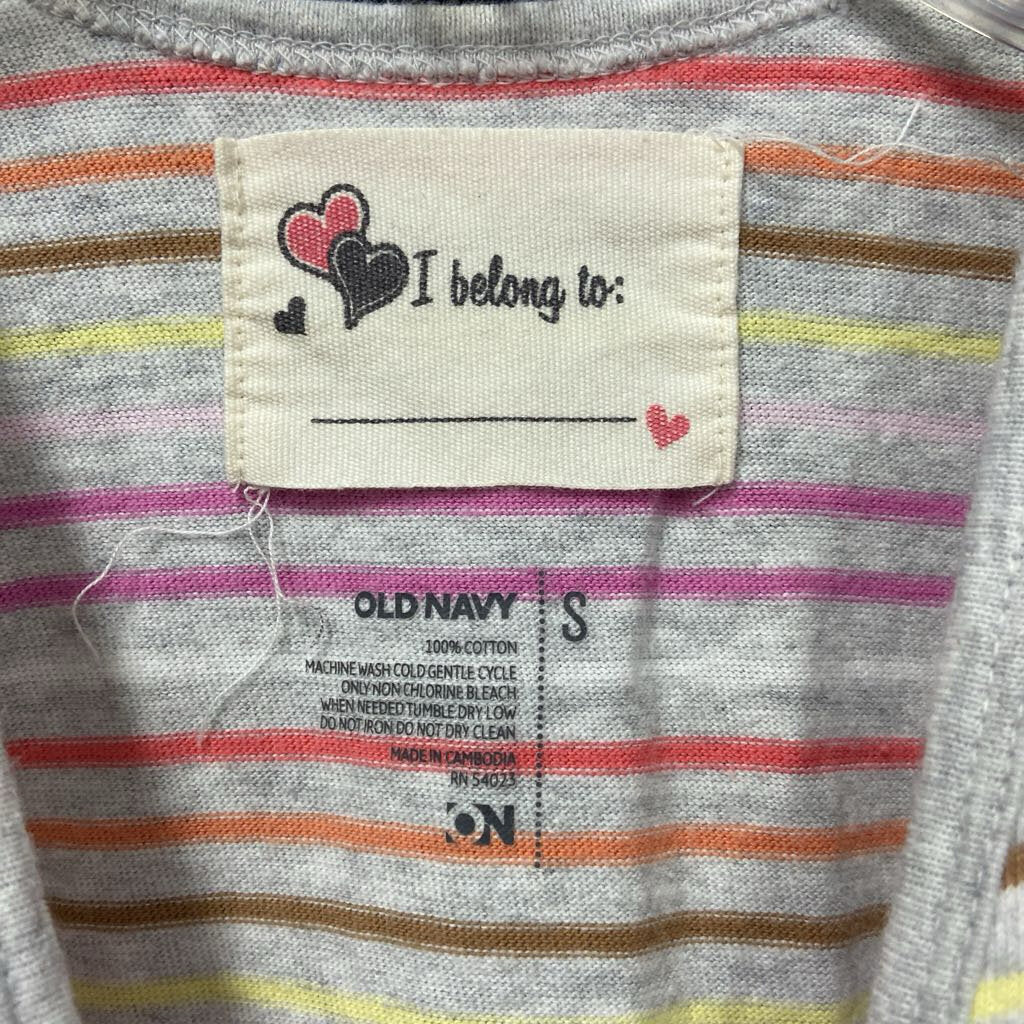 I belong to:
OLD NAVY
S
100% COTTON
MACHINE WASH COLD GENTLE CYCLE
ONLY NON CHLORINE BLEACH
WHEN NEEDED TUMBLE DRY LOW
DO NOT IRON DO NOT DRY CLEAN
MADE IN CAMBODIA
RN 54023
ON